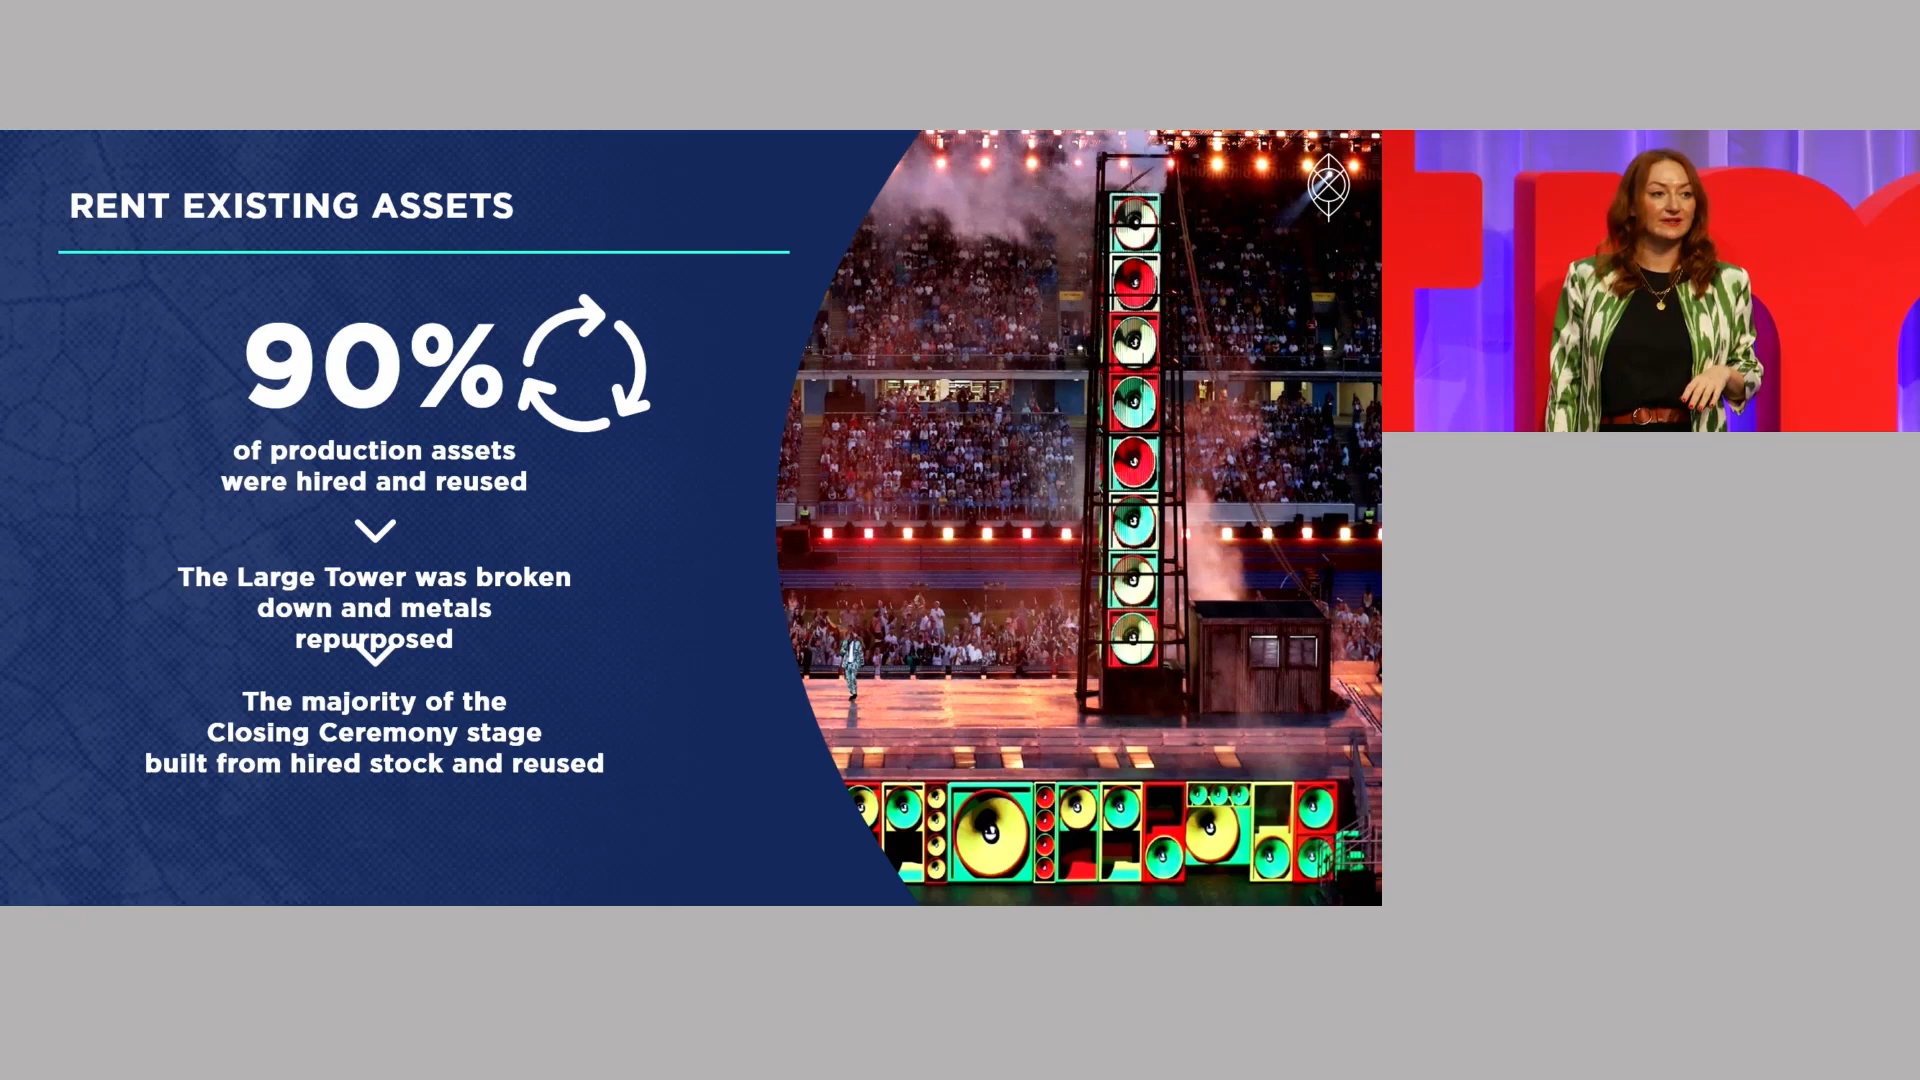 RENT EXISTING ASSETS
90%
of production assets
were hired and reused
The Large Tower was broken
down and metals
repurposed
The majority of the
Closing Ceremony stage
built from hired stock and reused